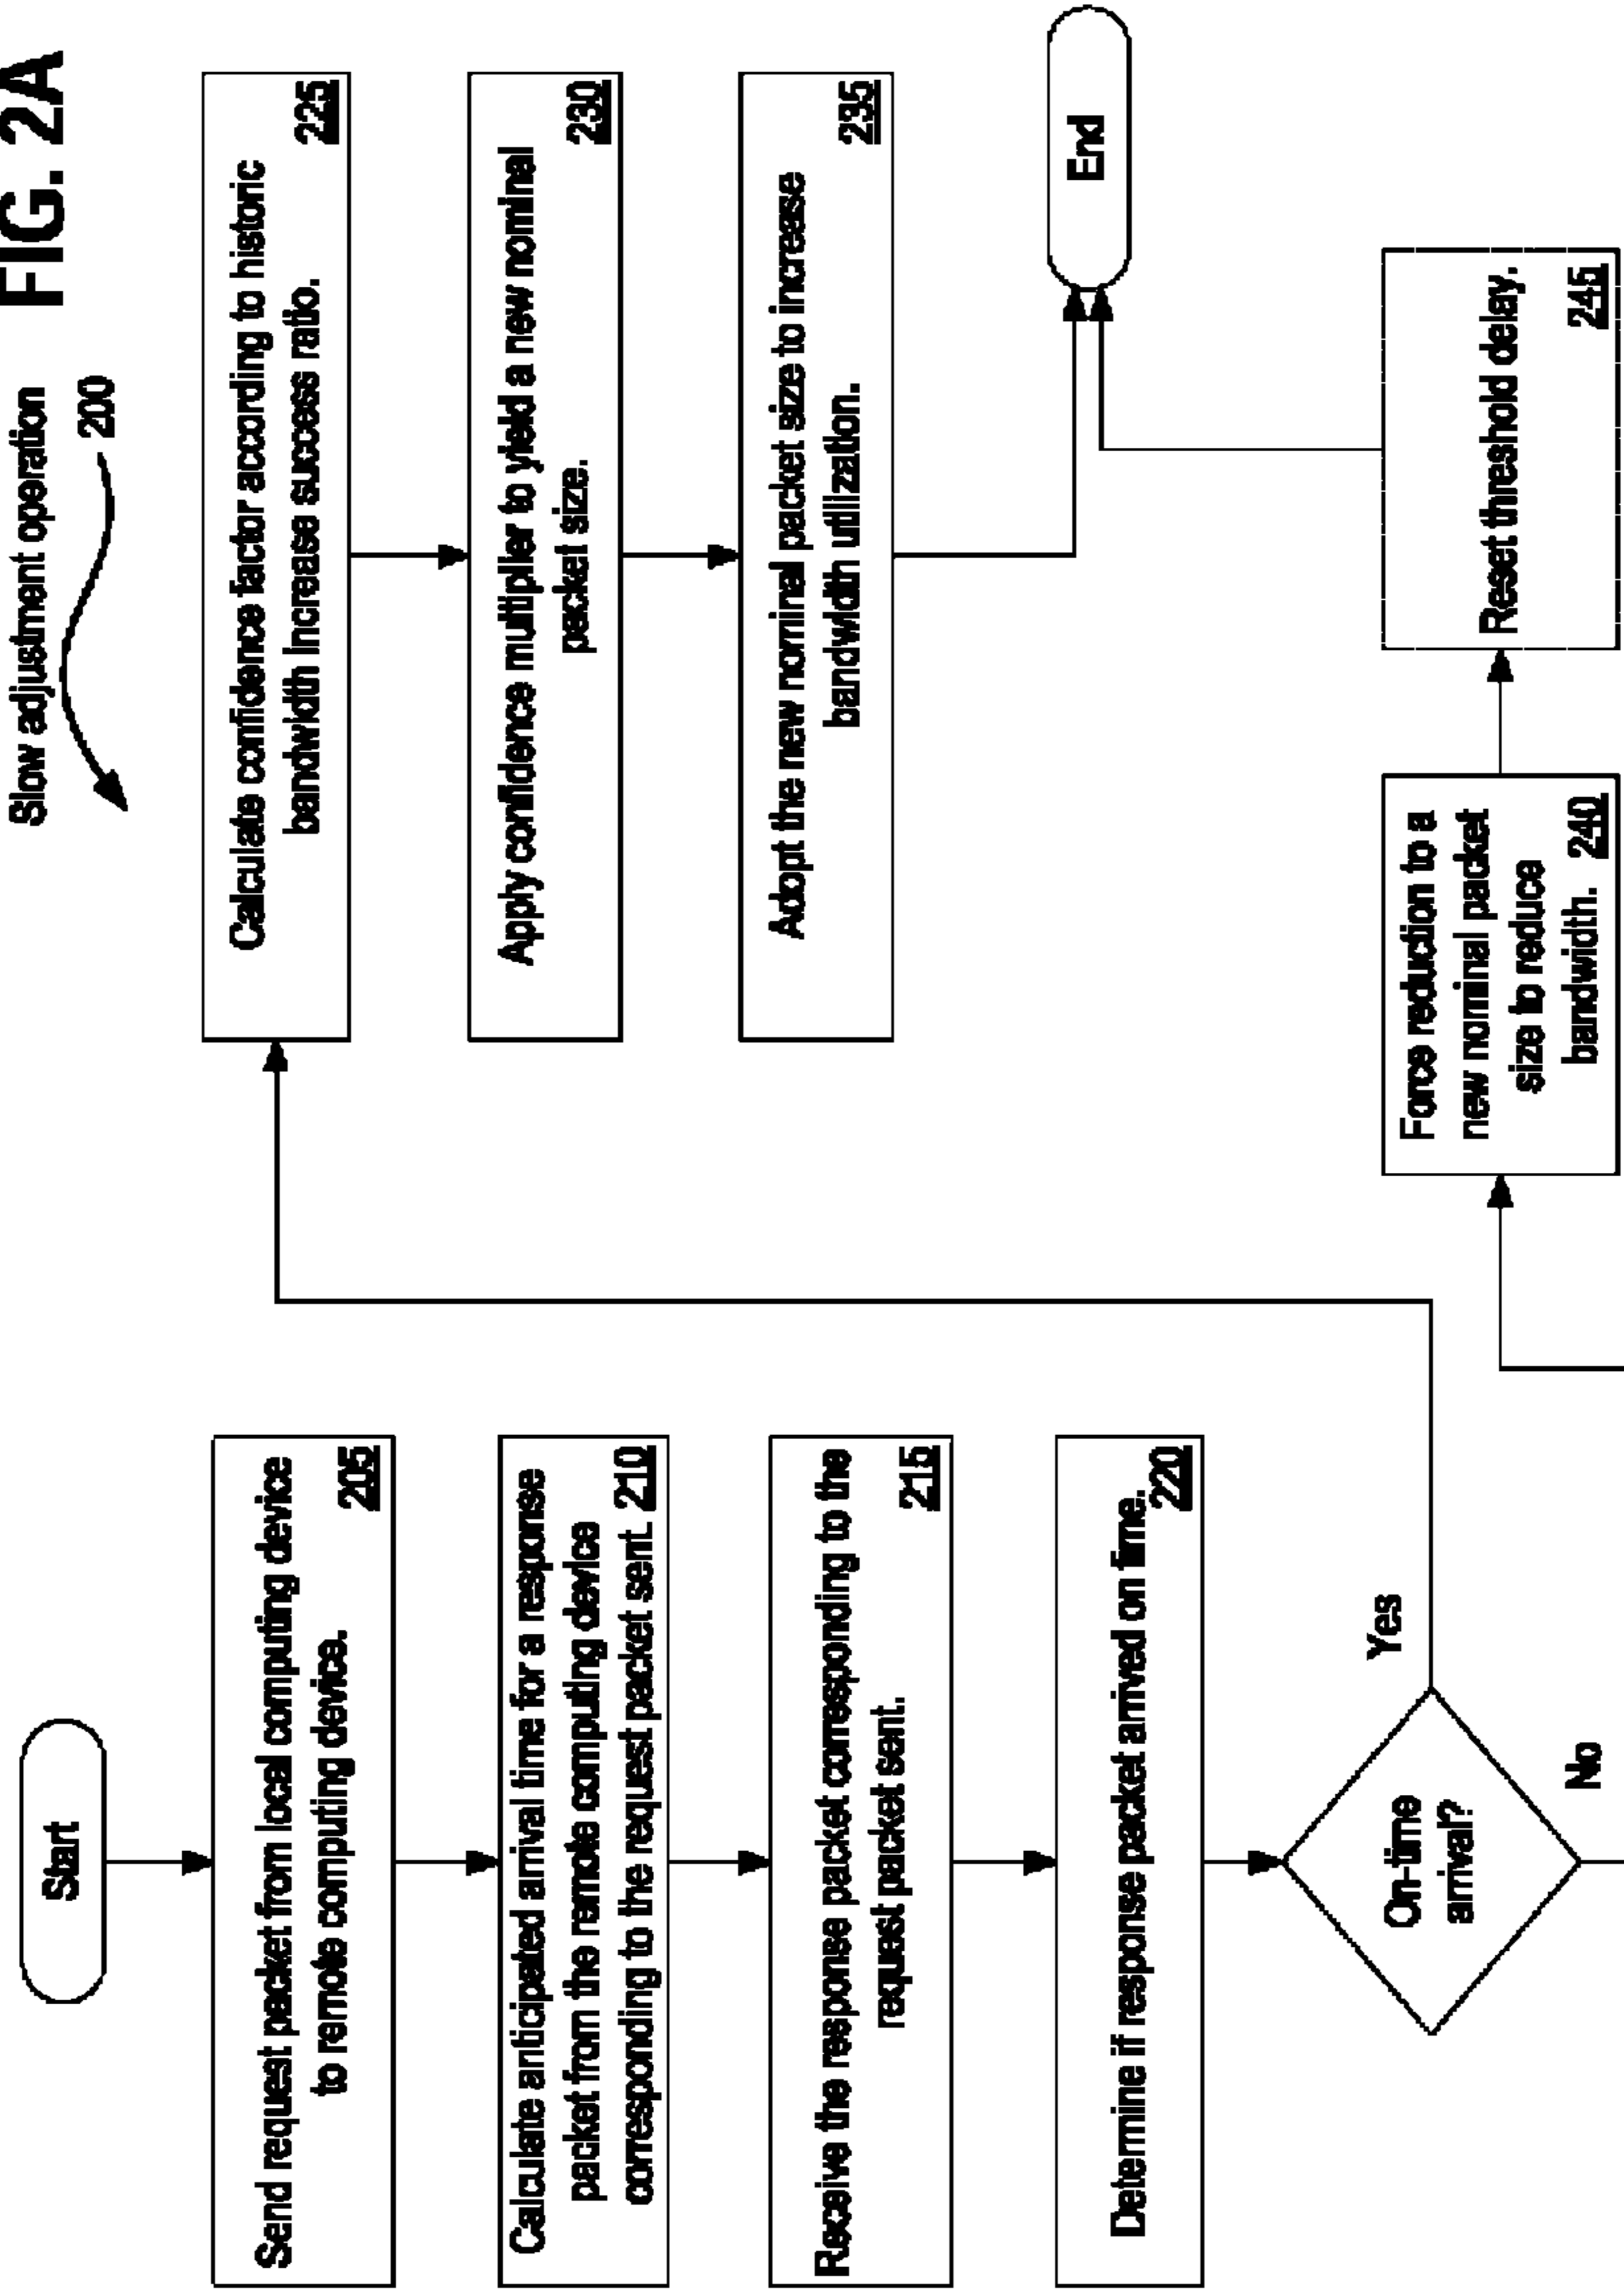 FIG. 2A
Slow adjustment operation
200
Start
Send request packet from local computing device
to remote computing device.
205
Calculate anticipated arrival time for a response
packet from the remote computing device
corresponding to the request packet sent. 210
Receive the response packet corresponding to the
request packet sent.
215
Determine if response packet arrived on time.
220
On-time
arrival?
Yes
No
Calculate confidence factor according to historic
bandwidth increase success ratio.
225
Apply confidence multiplier to yield a new nominal
packet size.
230
Adopt the new nominal packet size to increase
bandwidth utilization.
235
End
Force reduction to a
new nominal packet
size to reduce
bandwidth. 240
Reset threshold delay.
245